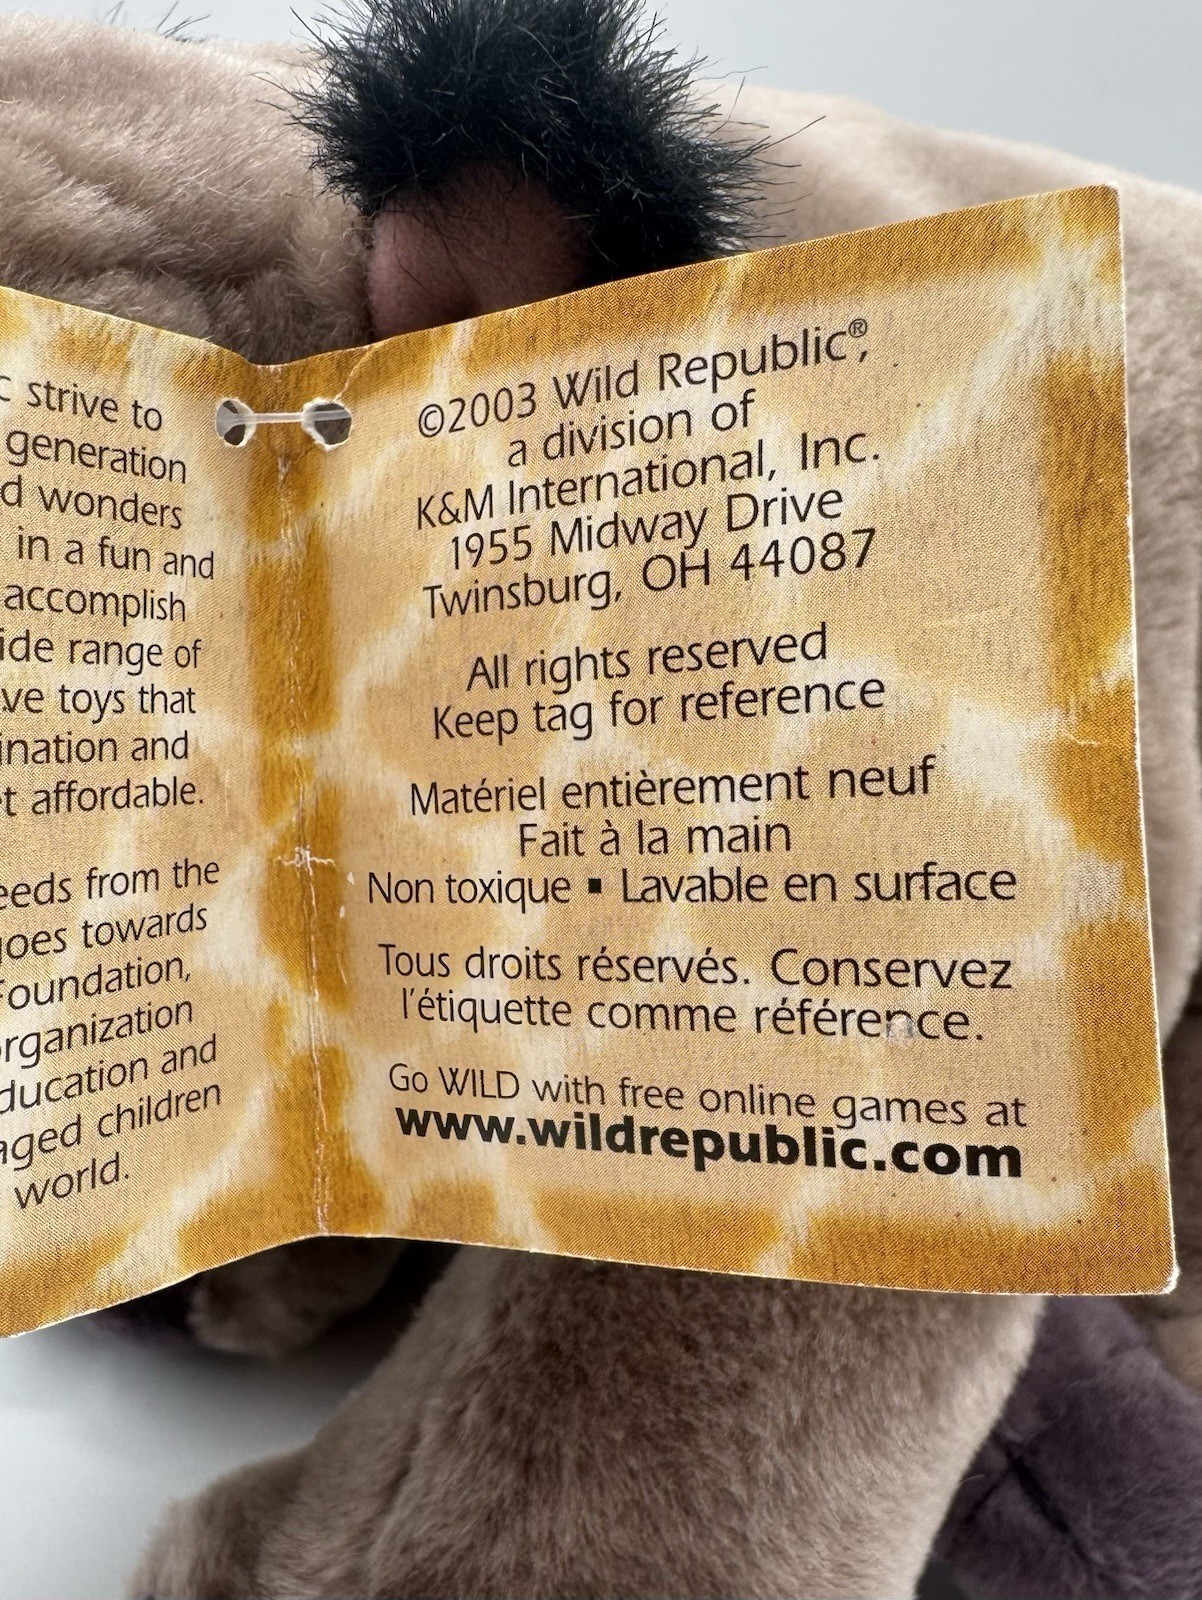 strive to
generation
wonders
in a fun and
accomplish
range of
toys that
and
affordable.
from the
towards
Foundation,
organization
and
children
world.
©2003 Wild Republic®,
a division of
K&M International, Inc.
1955 Midway Drive
Twinsburg, OH 44087
All rights reserved
Keep tag for reference
Matériel entièrement neuf
Fait à la main
Non toxique ▪ Lavable en surface
Tous droits réservés. Conservez
l'étiquette comme référence.
Go WILD with free online games at
www.wildrepublic.com